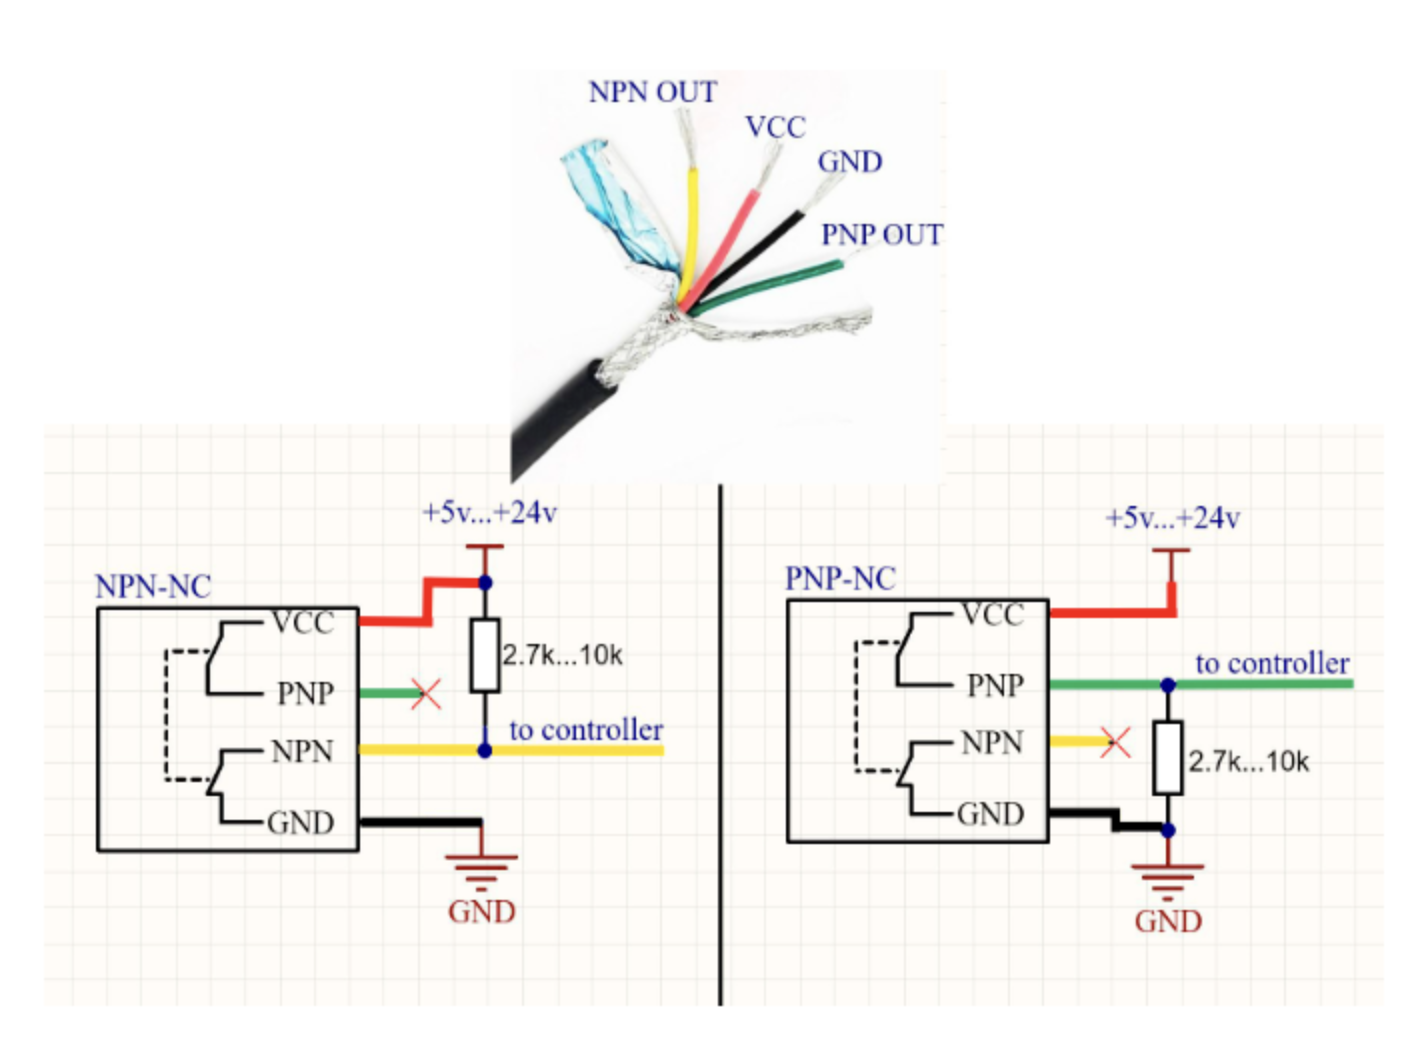 NPN OUT
VCC
GND
PNP OUT
+5v...+24v
NPN-NC
VCC
PNP
NPN
GND
2.7k...10k
to controller
GND
+5v...+24v
PNP-NC
VCC
PNP
NPN
GND
to controller
2.7k...10k
GND